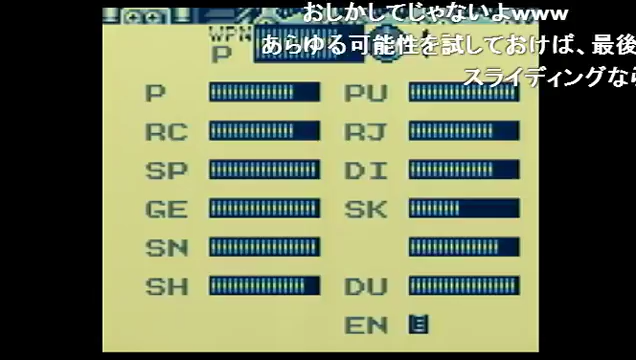 おしかしてじゃないよwww
WPN
あらゆる可能性を試しておけば、最後
P
スライディングなら
P PU
RC RJ
SP DI
GE SK
SN
SH DU
EN